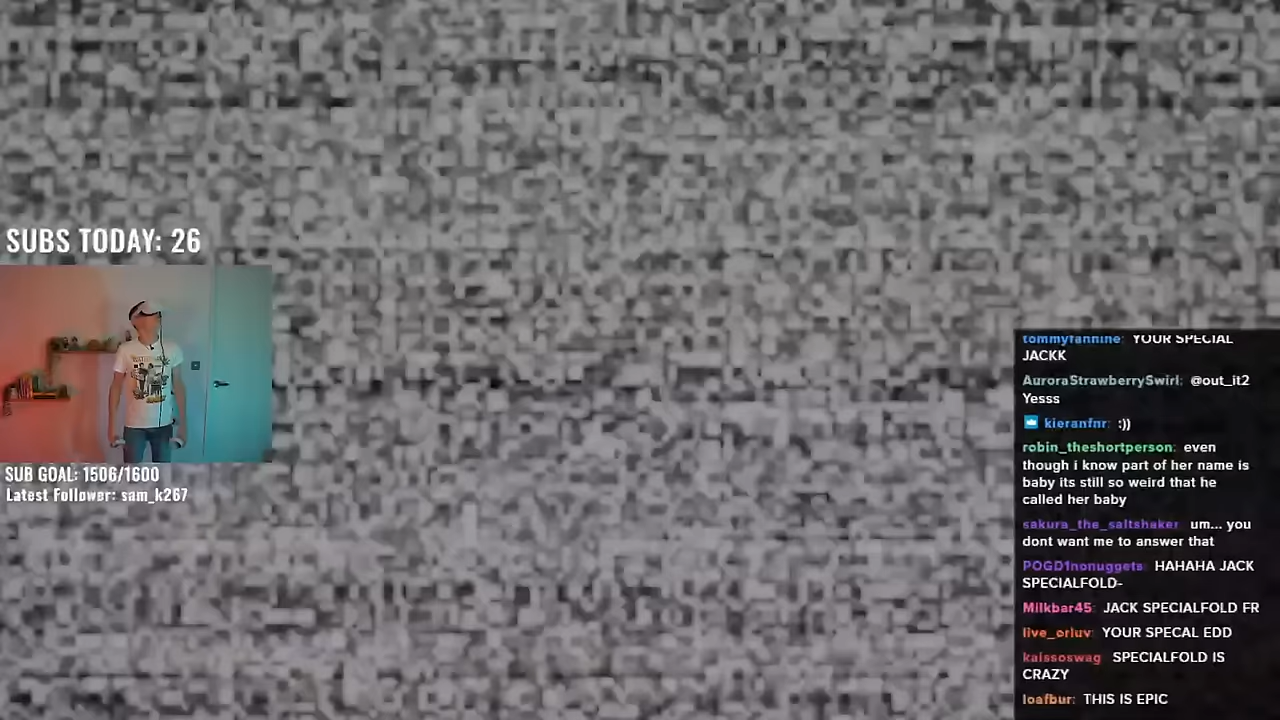 SUBS TODAY: 26
SUB GOAL: 1506/1600
Latest Follower: sam_k267
tommyfannine: YOUR SPECIAL
JACKK
AuroraStrawberrySwirl: @out_it2
Yesss
kieranfnr: :))
robin_theshortperson: even
though i know part of her name is
baby its still so weird that he
called her baby
sakura_the_saltshaker um... you
dont want me to answer that
POGD1nonuggets HAHAHA JACK
SPECIALFOLD-
Milkbar45 JACK SPECIALFOLD FR
live_orluv: YOUR SPECAL EDD
kaissoswag SPECIALFOLD IS
CRAZY
loafbur: THIS IS EPIC